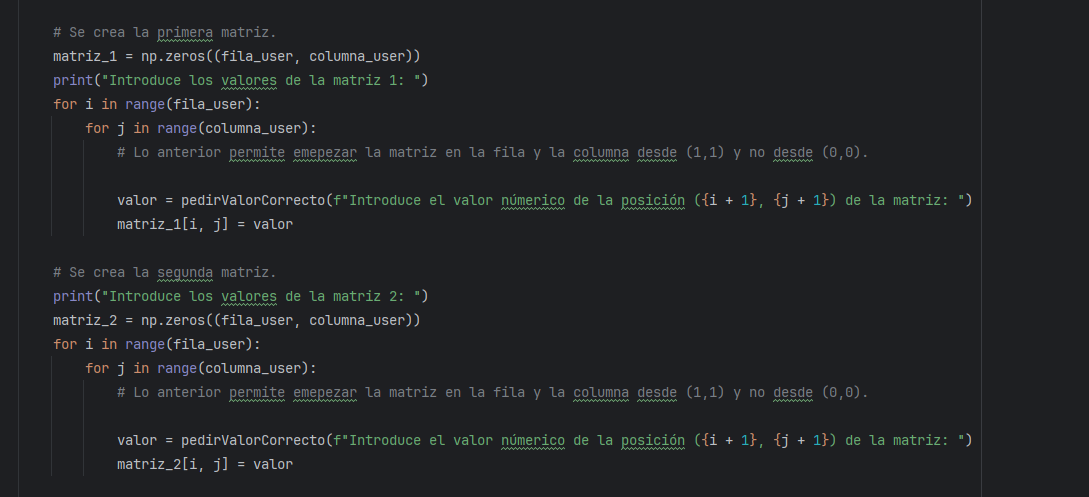 # Se crea la primera matriz.
matriz_1 = np.zeros((fila_user, columna_user))
print("Introduce los valores de la matriz 1: ")
for i in range(fila_user):
for j in range(columna_user):
# Lo anterior permite emepezar la matriz en la fila y la columna desde (1,1) y no desde (0,0).
valor = pedirValorCorrecto(f"Introduce el valor númerico de la posición ({i + 1}, {j + 1}) de la matriz: ")
matriz_1[i, j] = valor
# Se crea la segunda matriz.
print("Introduce los valores de la matriz 2: ")
matriz_2 = np.zeros((fila_user, columna_user))
for i in range(fila_user):
for j in range(columna_user):
# Lo anterior permite emepezar la matriz en la fila y la columna desde (1,1) y no desde (0,0).
valor = pedirValorCorrecto(f"Introduce el valor númerico de la posición ({i + 1}, {j + 1}) de la matriz: ")
matriz_2[i, j] = valor